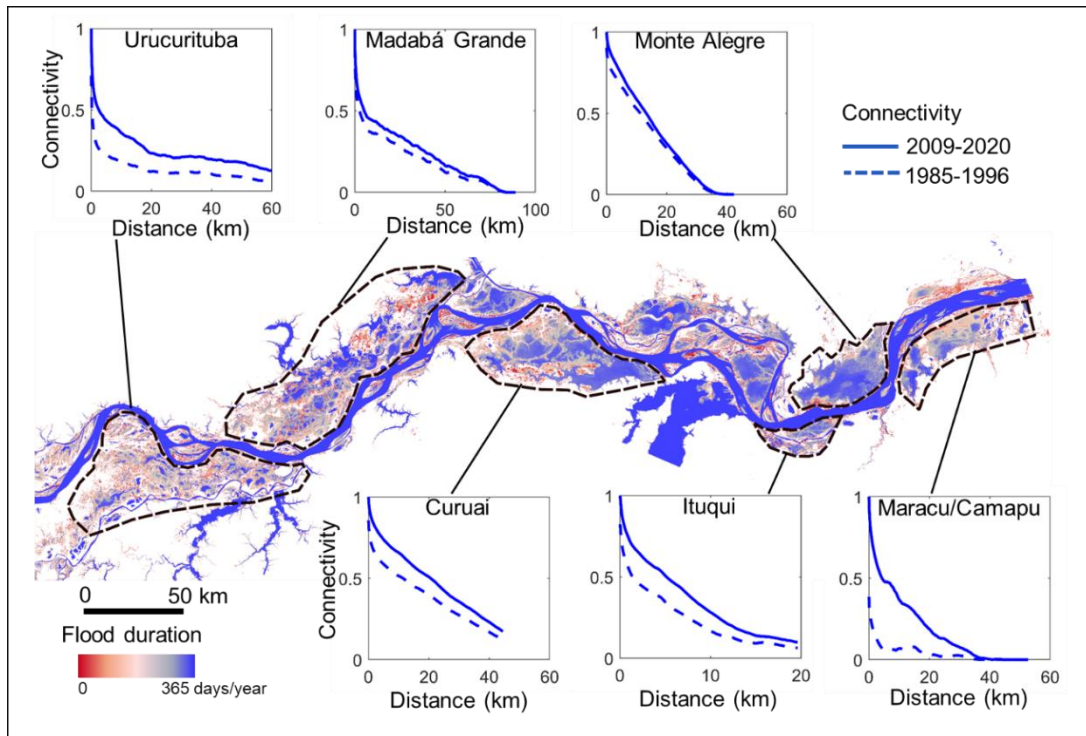 Urucurituba
Connectivity
1
0.5
0
0 20 40 60
Distance (km)
Madabá Grande
1
0.5
0
0 50 100
Distance (km)
Monte Alegre
1
0.5
0
0 20 40 60
Distance (km)
Connectivity
2009-2020
1985-1996
0 50 km
Flood duration
0 365 days/year
Curuai
Connectivity
1
0.5
0
0 20 40 60
Distance (km)
Ituqui
1
0.5
0
0 10 20
Distance (km)
Maracu/Camapu
1
0.5
0
0 20 40 60
Distance (km)